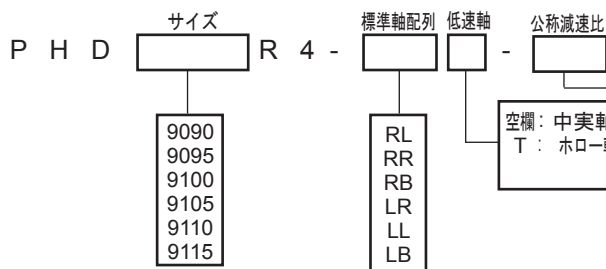 サイズ 標準軸配列 低速軸 公称減速比
P H D R 4 - -
9090
9095
9100
9105
9110
9115
RL
RR
RB
LR
LL
LB
空欄：中実軸
T ： ホロー